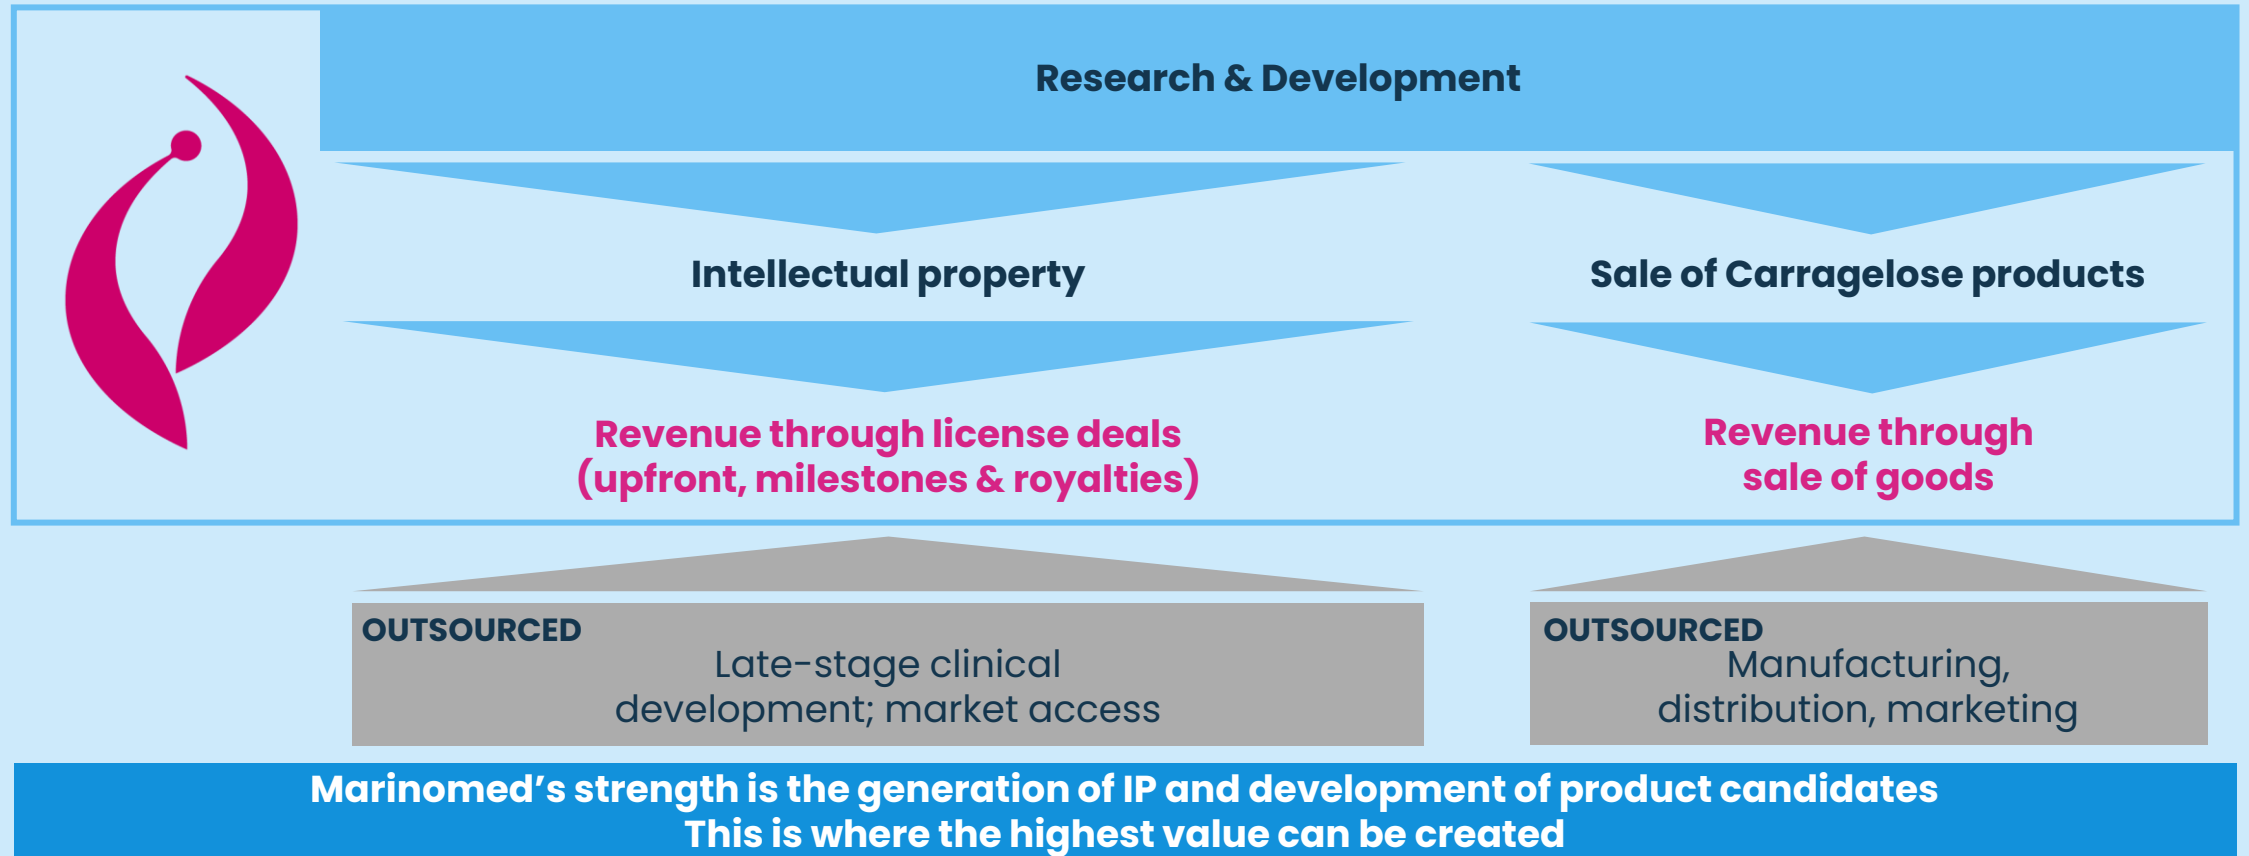 Research & Development
Intellectual property
Sale of Carragelose products
Revenue through license deals
(upfront, milestones & royalties)
Revenue through
sale of goods
OUTSOURCED
Late-stage clinical
development; market access
OUTSOURCED
Manufacturing,
distribution, marketing
Marinomed’s strength is the generation of IP and development of product candidates
This is where the highest value can be created